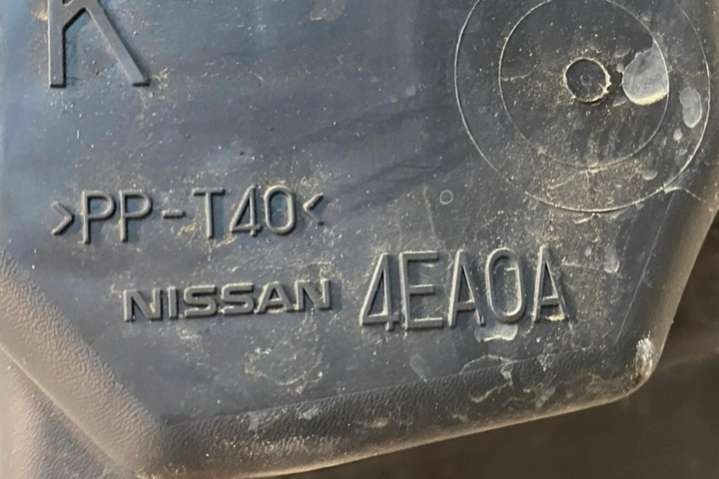 K
>PP-T40<
NISSAN 4EA0A